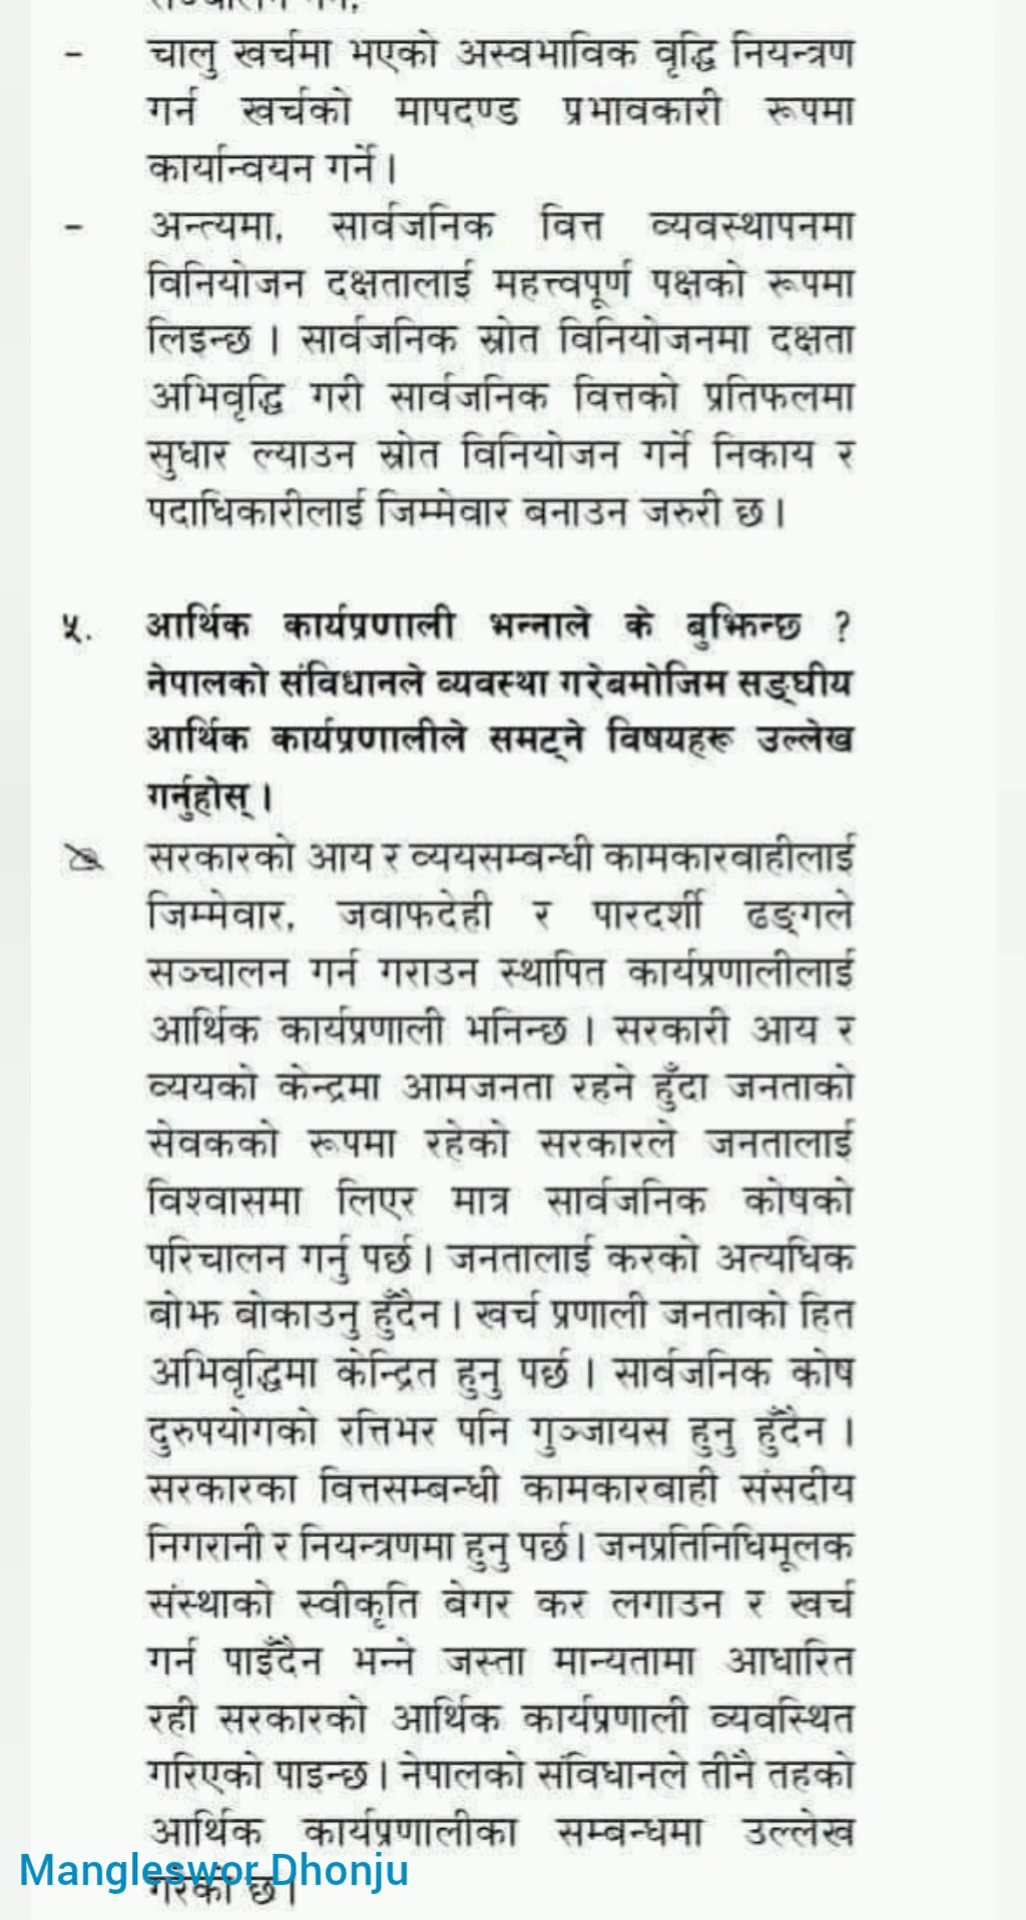 - चालु खर्चमा भएको अस्वभाविक वृद्धि नियन्त्रण
गर्न खर्चको मापदण्ड प्रभावकारी रूपमा
कार्यान्वयन गर्ने ।
- अन्त्यमा, सार्वजनिक वित्त व्यवस्थापनमा
विनियोजन दक्षतालाई महत्त्वपूर्ण पक्षको रूपमा
लिइन्छ । सार्वजनिक स्रोत विनियोजनमा दक्षता
अभिवृद्धि गरी सार्वजनिक वित्तको प्रतिफलमा
सुधार ल्याउन स्रोत विनियोजन गर्ने निकाय र
पदाधिकारीलाई जिम्मेवार बनाउन जरुरी छ ।
५. आर्थिक कार्यप्रणाली भन्नाले के बुझिन्छ ?
नेपालको संविधानले व्यवस्था गरेबमोजिम सङ्घीय
आर्थिक कार्यप्रणालीले समट्ने विषयहरू उल्लेख
गर्नुहोस् ।
सरकारको आय र व्ययसम्बन्धी कामकारबाहीलाई
जिम्मेवार, जवाफदेही र पारदर्शी ढङ्गले
सञ्चालन गर्न गराउन स्थापित कार्यप्रणालीलाई
आर्थिक कार्यप्रणाली भनिन्छ । सरकारी आय र
व्ययको केन्द्रमा आमजनता रहने हुँदा जनताको
सेवकको रूपमा रहेको सरकारले जनतालाई
विश्वासमा लिएर मात्र सार्वजनिक कोषको
परिचालन गर्नु पर्छ । जनतालाई करको अत्यधिक
बोझ बोकाउनु हुँदैन । खर्च प्रणाली जनताको हित
अभिवृद्धिमा केन्द्रित हुनु पर्छ । सार्वजनिक कोष
दुरुपयोगको रत्तिभर पनि गुञ्जायस हुनु हुँदैन ।
सरकारका वित्तसम्बन्धी कामकारबाही संसदीय
निगरानी र नियन्त्रणमा हुनु पर्छ । जनप्रतिनिधिमूलक
संस्थाको स्वीकृति बेगर कर लगाउन र खर्च
गर्न पाइँदैन भन्ने जस्ता मान्यतामा आधारित
रही सरकारको आर्थिक कार्यप्रणाली व्यवस्थित
गरिएको पाइन्छ । नेपालको संविधानले तीनै तहको
आर्थिक कार्यप्रणालीका सम्बन्धमा उल्लेख
गरेको छ ।
Mangleswor Dhonju